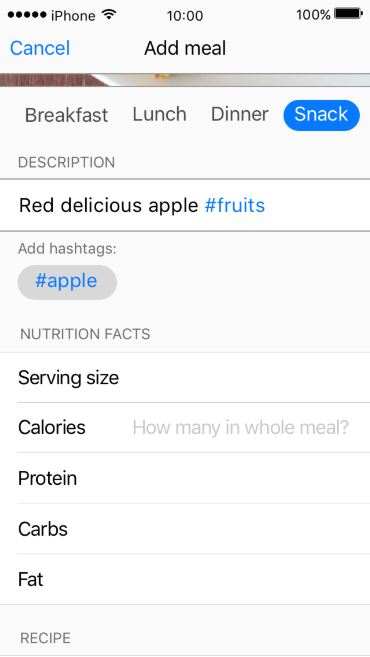 iPhone 10:00 100%
Cancel Add meal
Breakfast Lunch Dinner Snack
DESCRIPTION
Red delicious apple #fruits
Add hashtags:
#apple
NUTRITION FACTS
Serving size
Calories How many in whole meal?
Protein
Carbs
Fat
RECIPE